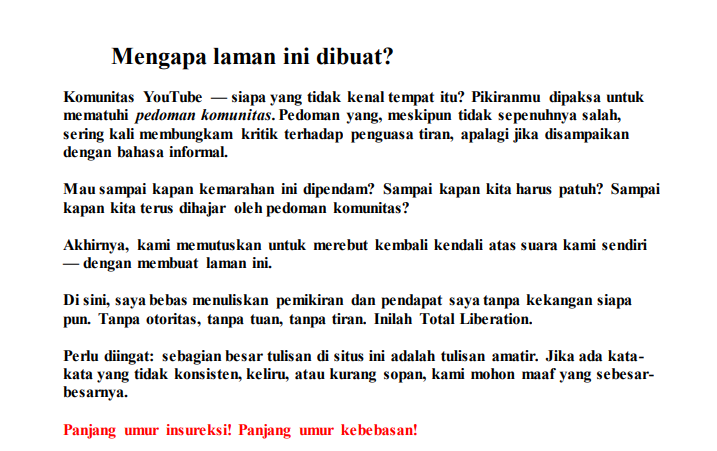 Mengapa laman ini dibuat?
Komunitas YouTube — siapa yang tidak kenal tempat itu? Pikiranmu dipaksa untuk
mematuhi pedoman komunitas. Pedoman yang, meskipun tidak sepenuhnya salah,
sering kali membungkam kritik terhadap penguasa tiran, apalagi jika disampaikan
dengan bahasa informal.
Mau sampai kapan kemarahan ini dipendam? Sampai kapan kita harus patuh? Sampai
kapan kita terus dihajar oleh pedoman komunitas?
Akhirnya, kami memutuskan untuk merebut kembali kendali atas suara kami sendiri
— dengan membuat laman ini.
Di sini, saya bebas menuliskan pemikiran dan pendapat saya tanpa kekangan siapa
pun. Tanpa otoritas, tanpa tuan, tanpa tiran. Inilah Total Liberation.
Perlu diingat: sebagian besar tulisan di situs ini adalah tulisan amatir. Jika ada kata-
kata yang tidak konsisten, keliru, atau kurang sopan, kami mohon maaf yang sebesar-
besarnya.
Panjang umur insureksi! Panjang umur kebebasan!